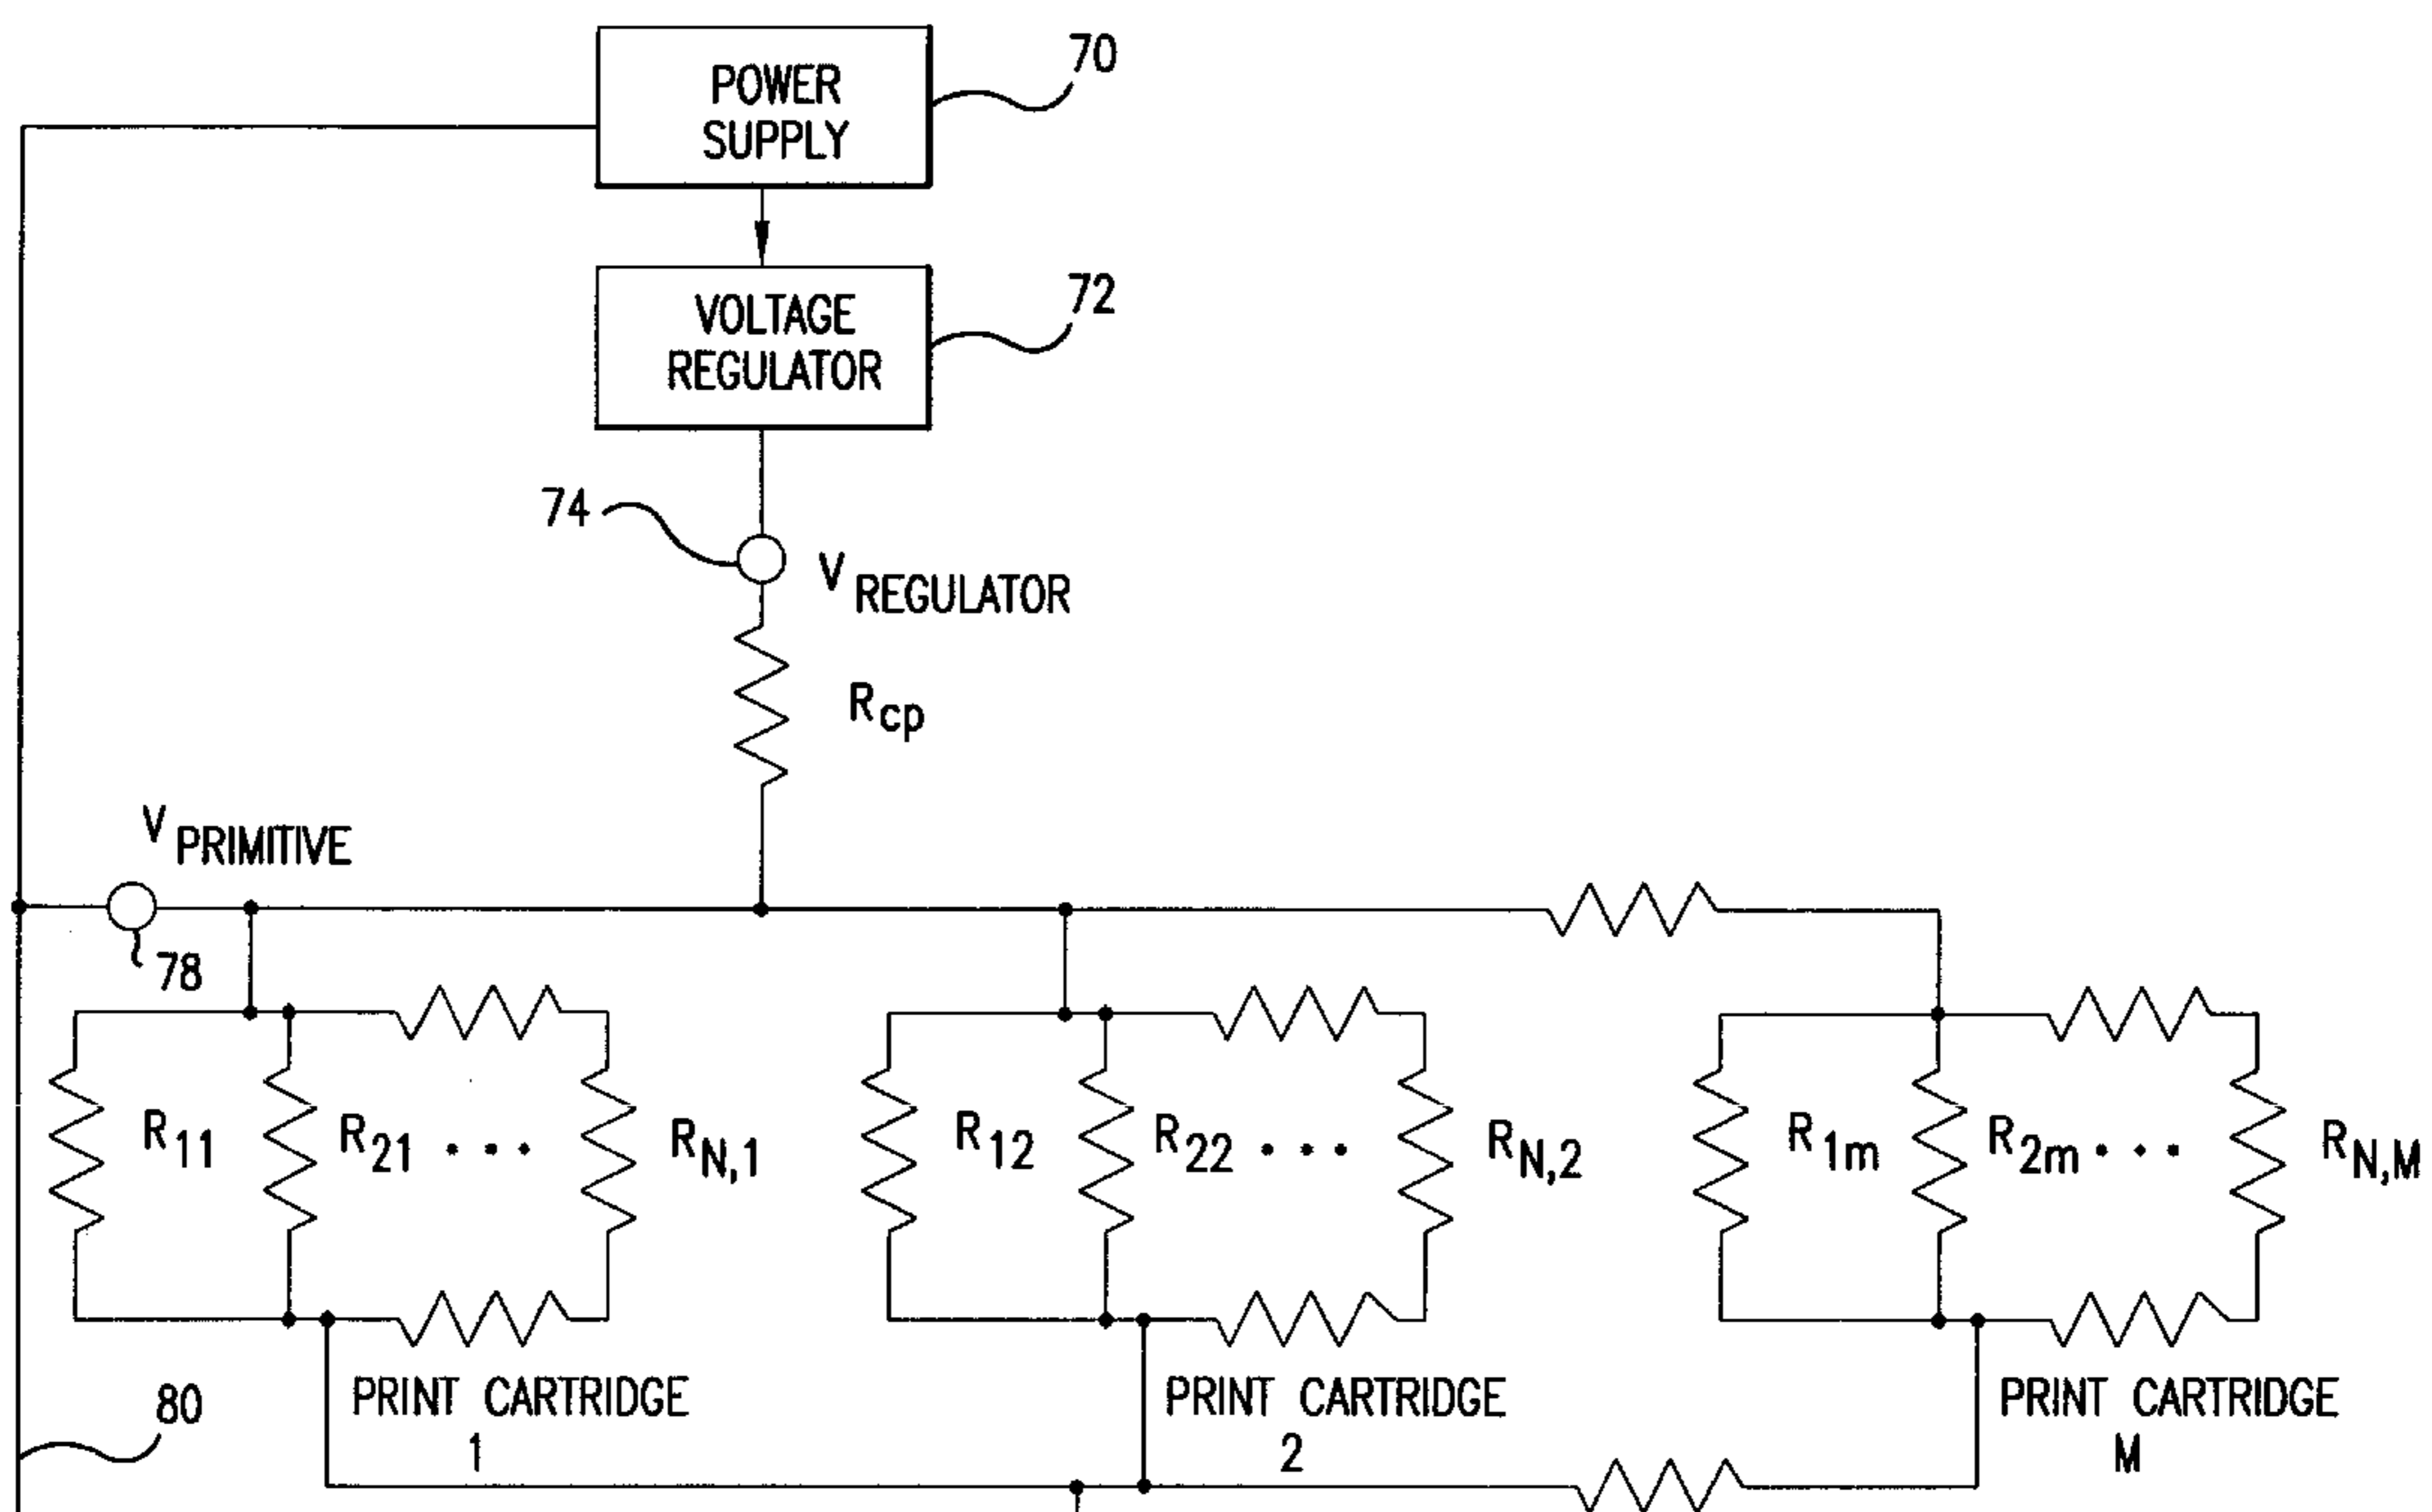 POWER
SUPPLY
70
VOLTAGE
REGULATOR
72
74
V REGULATOR
Rcp
V PRIMITIVE
78
R11
R21 • • •
RN,1
R12
R22 • • •
RN,2
R1m
R2m • • •
RN,M
80
PRINT CARTRIDGE
1
PRINT CARTRIDGE
2
PRINT CARTRIDGE
M